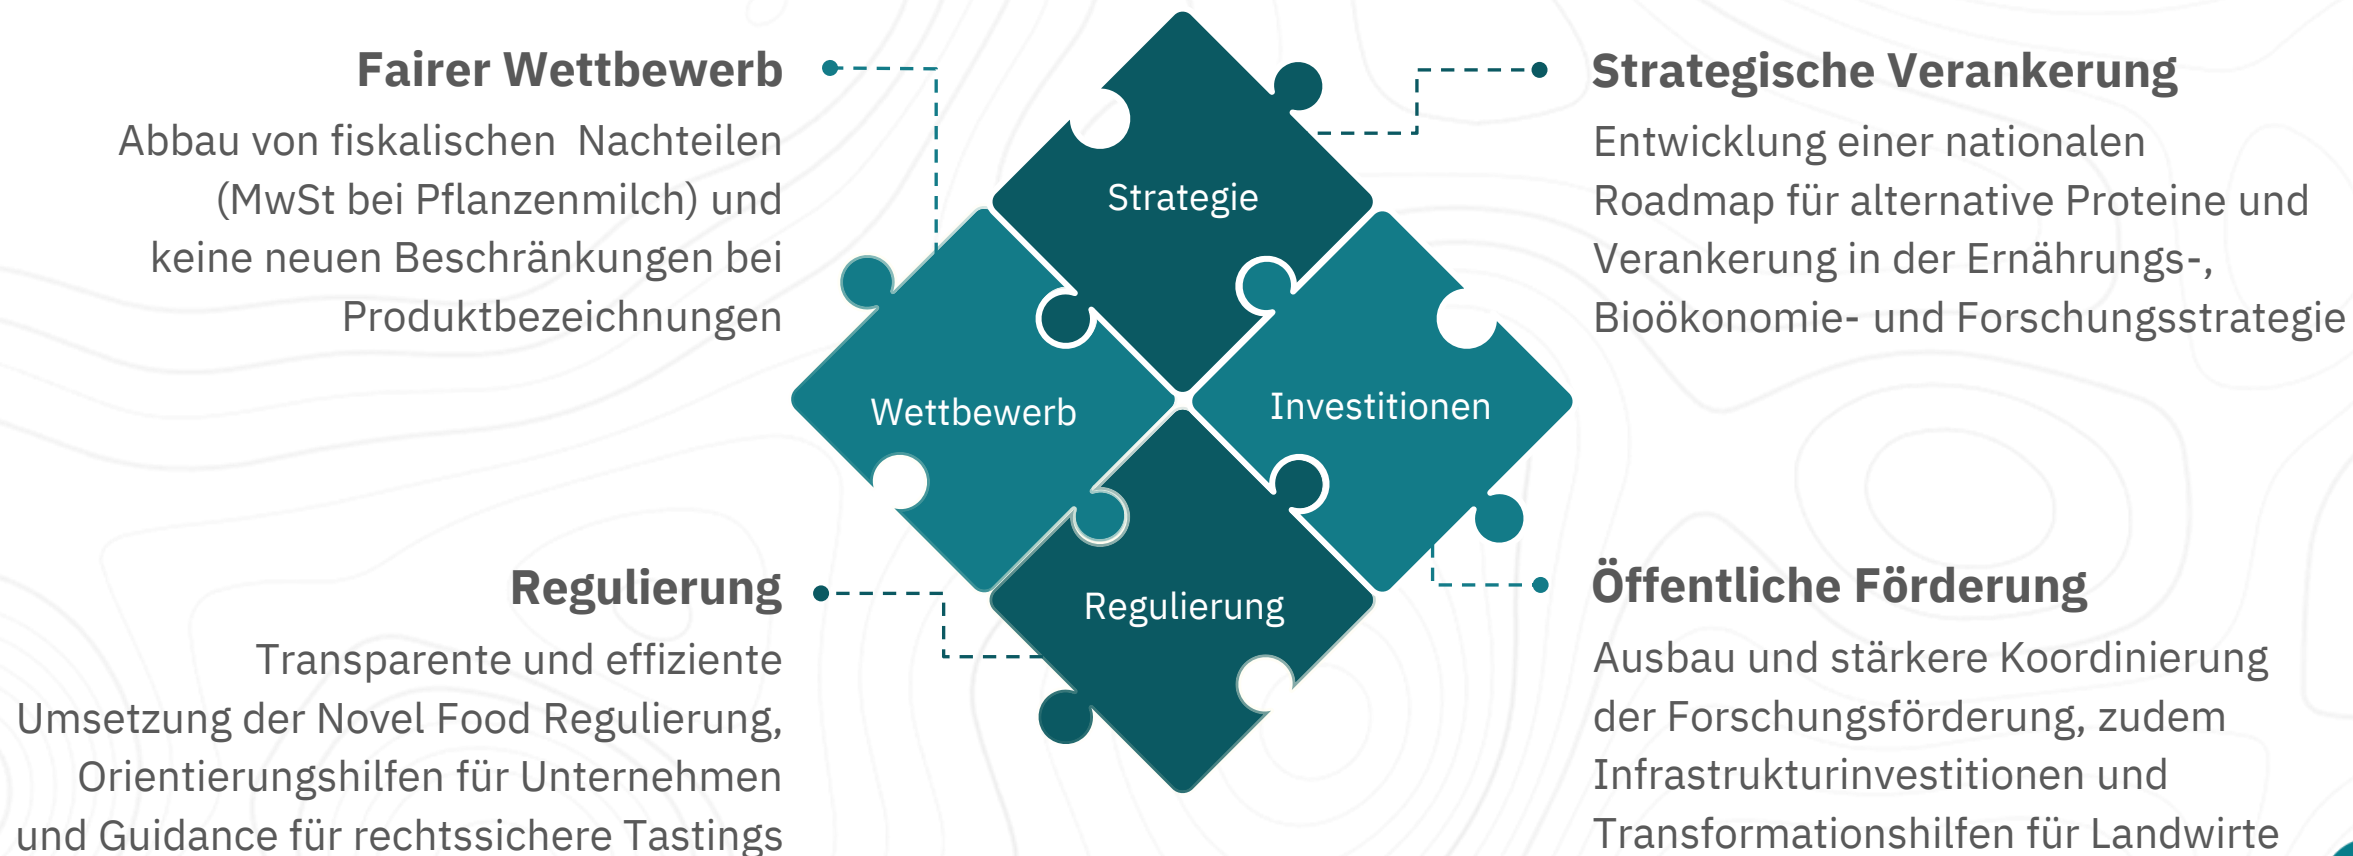 Fairer Wettbewerb
Abbau von fiskalischen Nachteilen
(MwSt bei Pflanzenmilch) und
keine neuen Beschränkungen bei
Produktbezeichnungen
Strategische Verankerung
Entwicklung einer nationalen
Roadmap für alternative Proteine und
Verankerung in der Ernährungs-,
Bioökonomie- und Forschungsstrategie
Strategie
Wettbewerb
Investitionen
Regulierung
Regulierung
Transparente und effiziente
Umsetzung der Novel Food Regulierung,
Orientierungshilfen für Unternehmen
und Guidance für rechtssichere Tastings
Öffentliche Förderung
Ausbau und stärkere Koordinierung
der Forschungsförderung, zudem
Infrastrukturinvestitionen und
Transformationshilfen für Landwirte